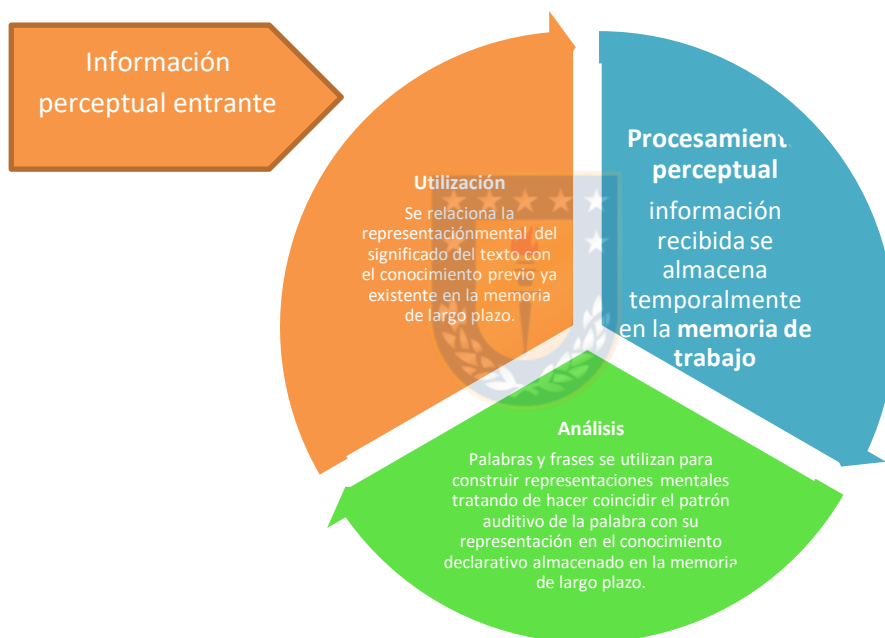 Información
perceptual entrante
Procesamiento
perceptual
información
recibida se
almacena
temporalmente
en la memoria de
trabajo
Utilización
Se relaciona la
representaciónmental del
significado del texto con
el conocimiento previo ya
existente en la memoria
de largo plazo.
Análisis
Palabras y frases se utilizan para
construir representaciones mentales
tratando de hacer coincidir el patrón
auditivo de la palabra con su
representación en el conocimiento
declarativo almacenado en la memoria
de largo plazo.